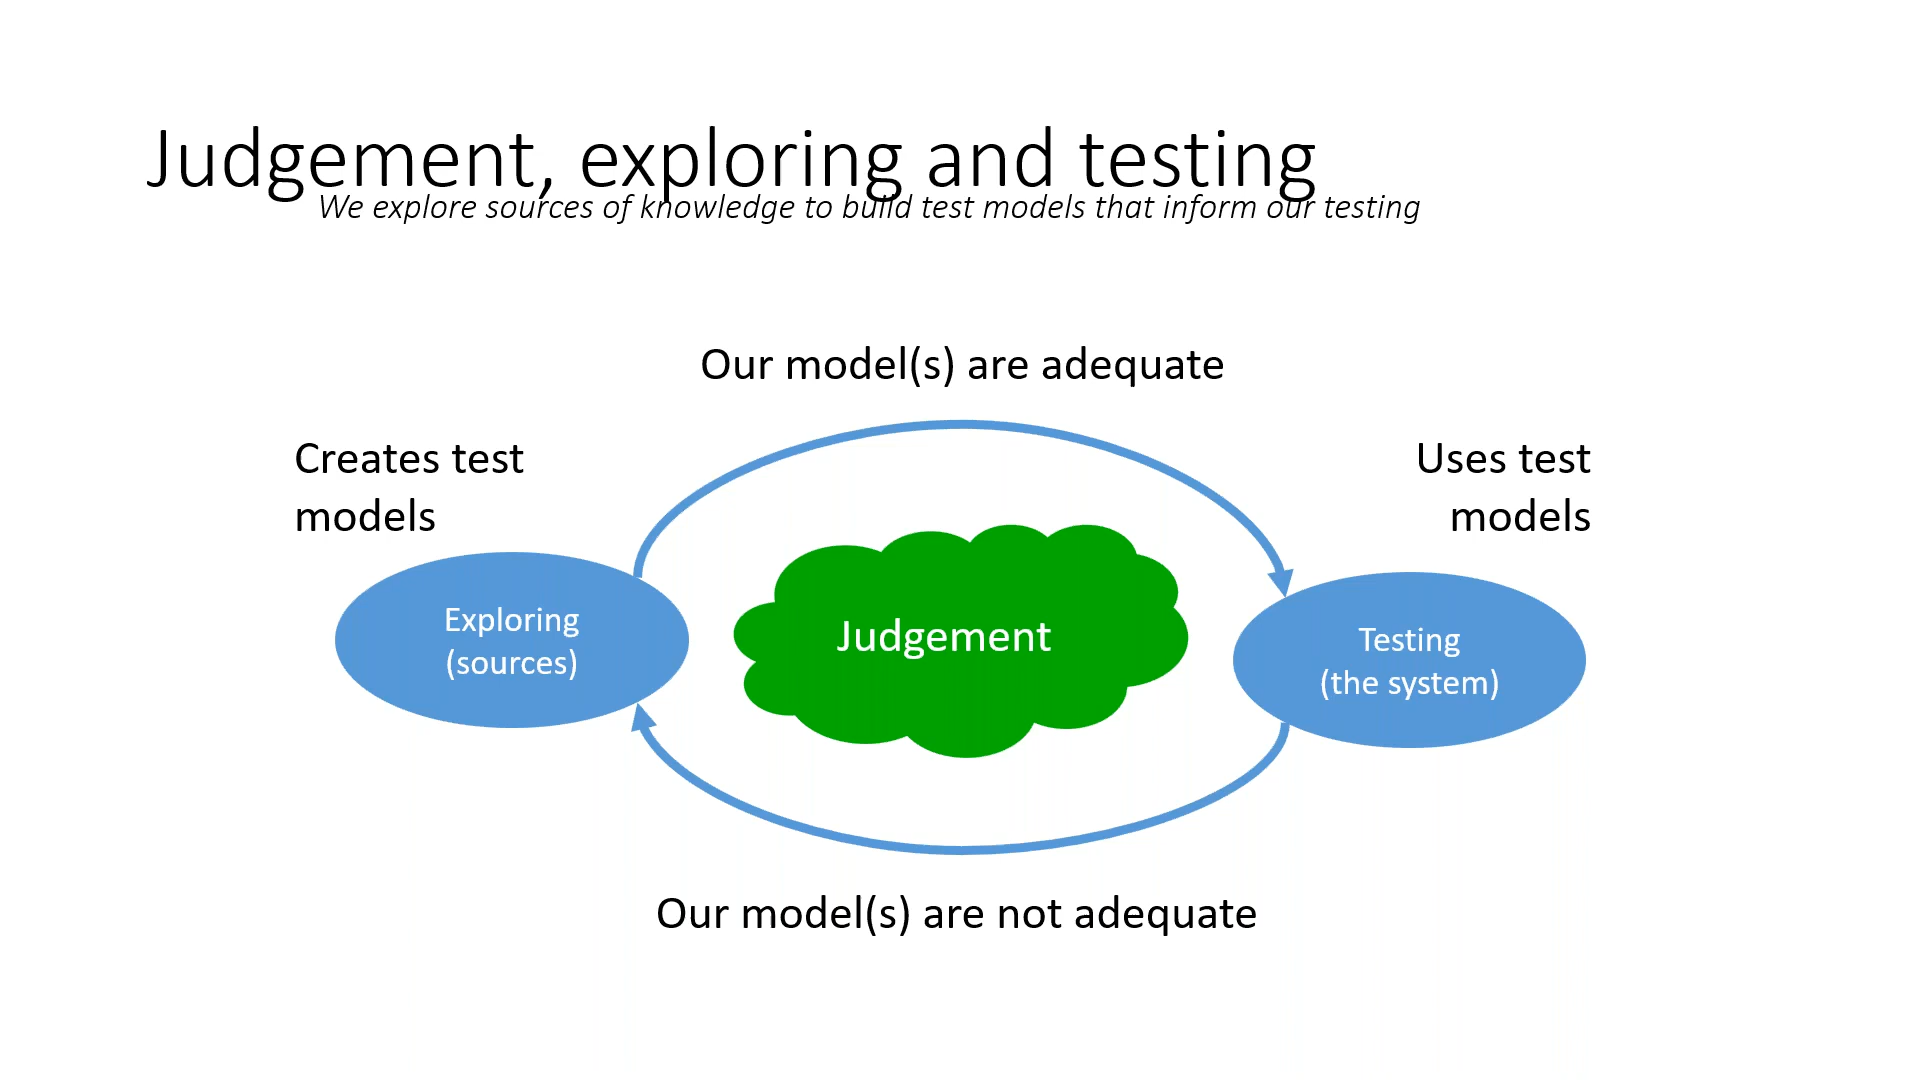 Judgement, exploring and testing
We explore sources of knowledge to build test models that inform our testing
Our model(s) are adequate
Creates test
models
Uses test
models
Exploring
(sources)
Judgement
Testing
(the system)
Our model(s) are not adequate